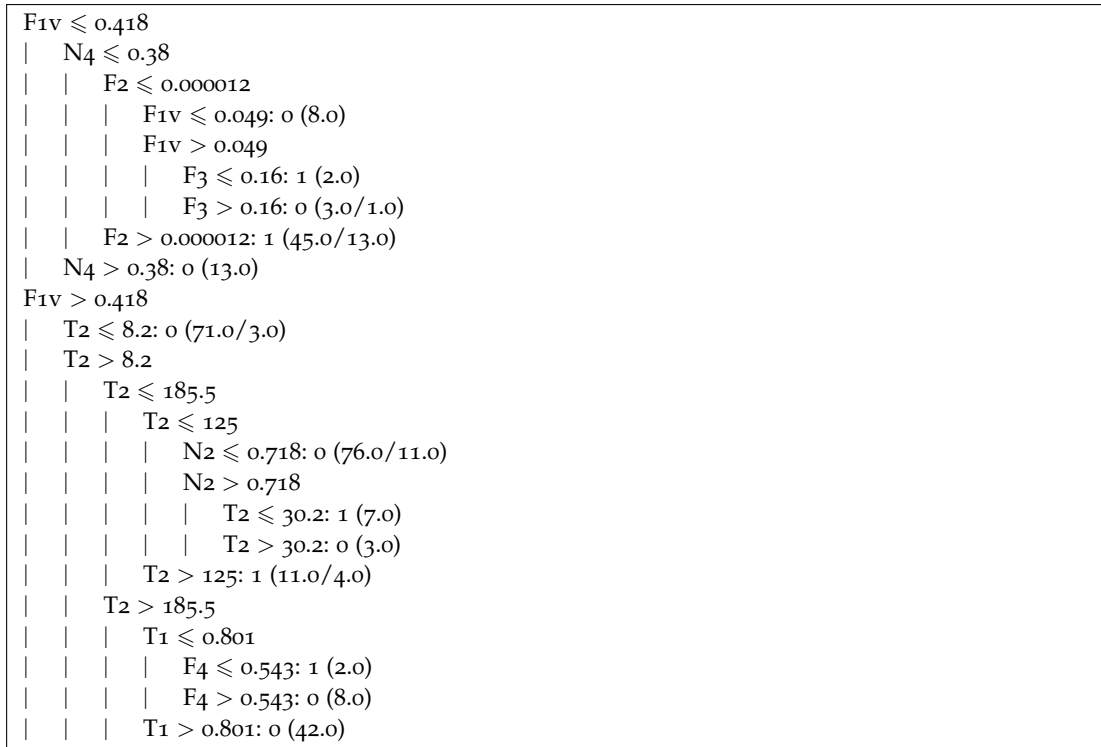 F1v ⩽ 0.418
| N4 ⩽ 0.38
| | F2 ⩽ 0.000012
| | | F1v ⩽ 0.049: 0 (8.0)
| | | F1v > 0.049
| | | | F3 ⩽ 0.16: 1 (2.0)
| | | | F3 > 0.16: 0 (3.0/1.0)
| | F2 > 0.000012: 1 (45.0/13.0)
| N4 > 0.38: 0 (13.0)
F1v > 0.418
| T2 ⩽ 8.2: 0 (71.0/3.0)
| T2 > 8.2
| | T2 ⩽ 185.5
| | | T2 ⩽ 125
| | | | N2 ⩽ 0.718: 0 (76.0/11.0)
| | | | N2 > 0.718
| | | | | T2 ⩽ 30.2: 1 (7.0)
| | | | | T2 > 30.2: 0 (3.0)
| | | T2 > 125: 1 (11.0/4.0)
| | T2 > 185.5
| | | T1 ⩽ 0.801
| | | | F4 ⩽ 0.543: 1 (2.0)
| | | | F4 > 0.543: 0 (8.0)
| | | T1 > 0.801: 0 (42.0)